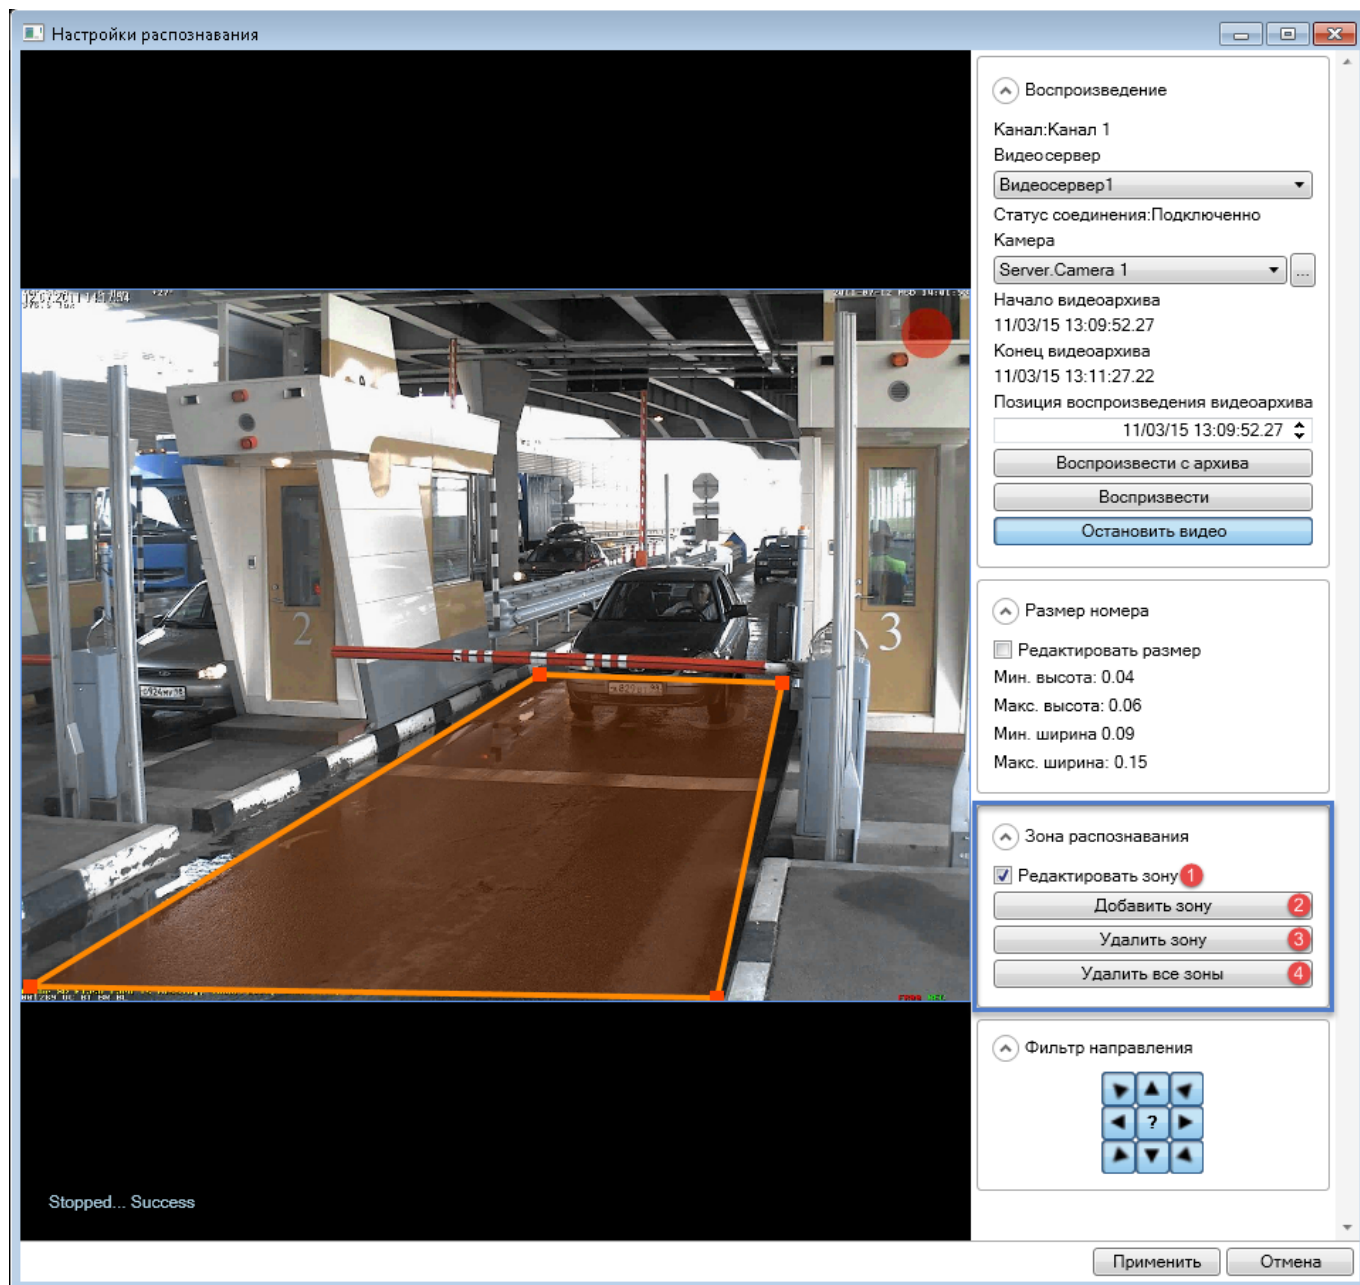 Настройки распознавания
Воспроизведение
Канал:Канал 1
Видеосервер
Видеосервер1
Статус соединения:Подключенно
Камера
Server.Camera 1
...
Начало видеоархива
11/03/15 13:09:52.27
Конец видеоархива
11/03/15 13:11:27.22
Позиция воспроизведения видеоархива
11/03/15 13:09:52.27
Воспроизвести с архива
Воспризвести
Остановить видео
2
3
Размер номера
Редактировать размер
Мин. высота: 0.04
Макс. высота: 0.06
Мин. ширина 0.09
Макс. ширина: 0.15
Зона распознавания
Редактировать зону 1
Добавить зону 2
Удалить зону 3
Удалить все зоны 4
Фильтр направления
?
Stopped... Success
Применить
Отмена